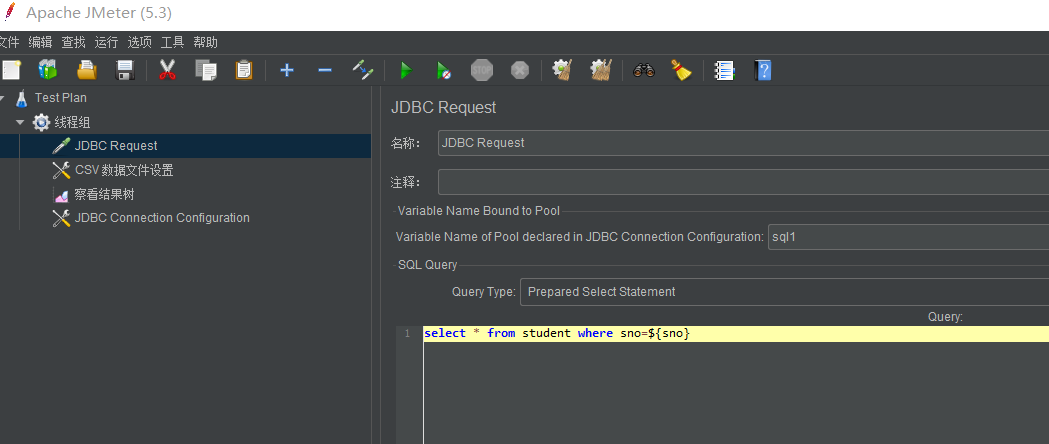 Apache JMeter (5.3)
文件 编辑 查找 运行 选项 工具 帮助
STOP
?
Test Plan
线程组
JDBC Request
CSV 数据文件设置
察看结果树
JDBC Connection Configuration
JDBC Request
名称： JDBC Request
注释：
Variable Name Bound to Pool
Variable Name of Pool declared in JDBC Connection Configuration: sql1
SQL Query
Query Type: Prepared Select Statement
Query:
1 select * from student where sno=${sno}